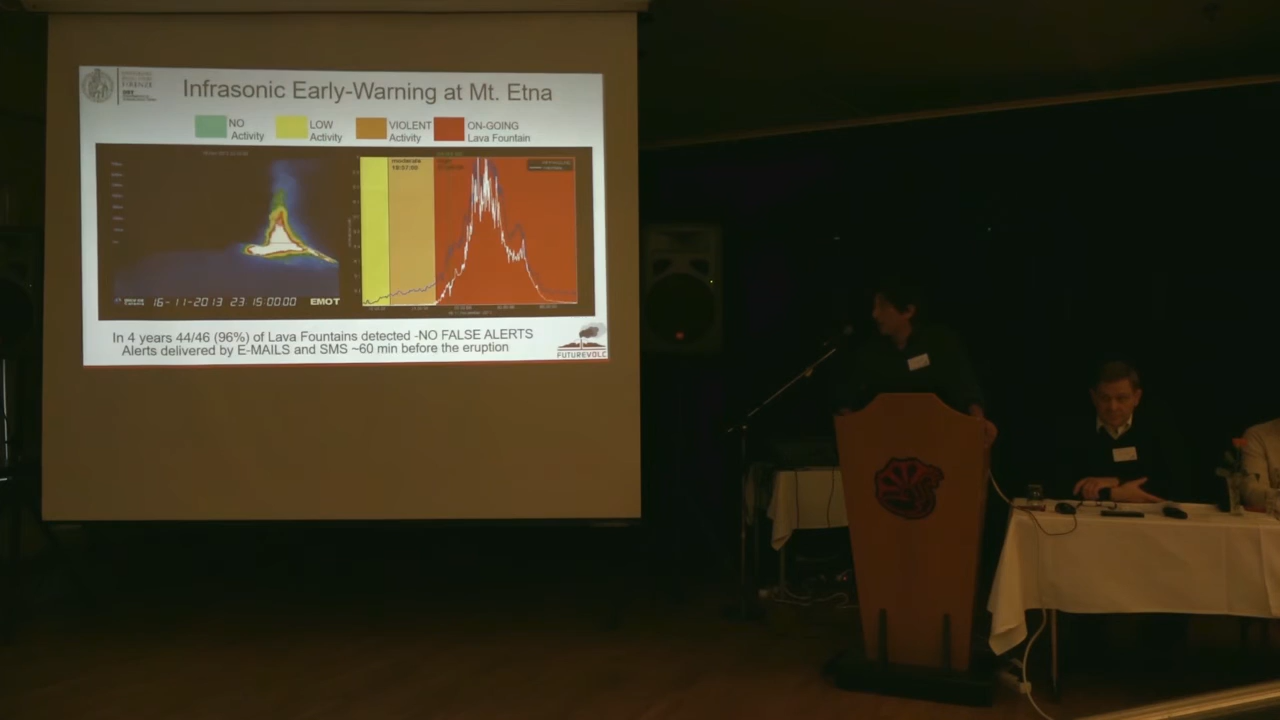 Infrasonic Early-Warning at Mt. Etna
NO
Activity
LOW
Activity
VIOLENT
Activity
ON-GOING
Lava Fountain
16-11-2013 23:15:00.00 EMOT
In 4 years 44/46 (96%) of Lava Fountains detected -NO FALSE ALERTS
Alerts delivered by E-MAILS and SMS ~60 min before the eruption
FUTUREVOLC
FIRENZE